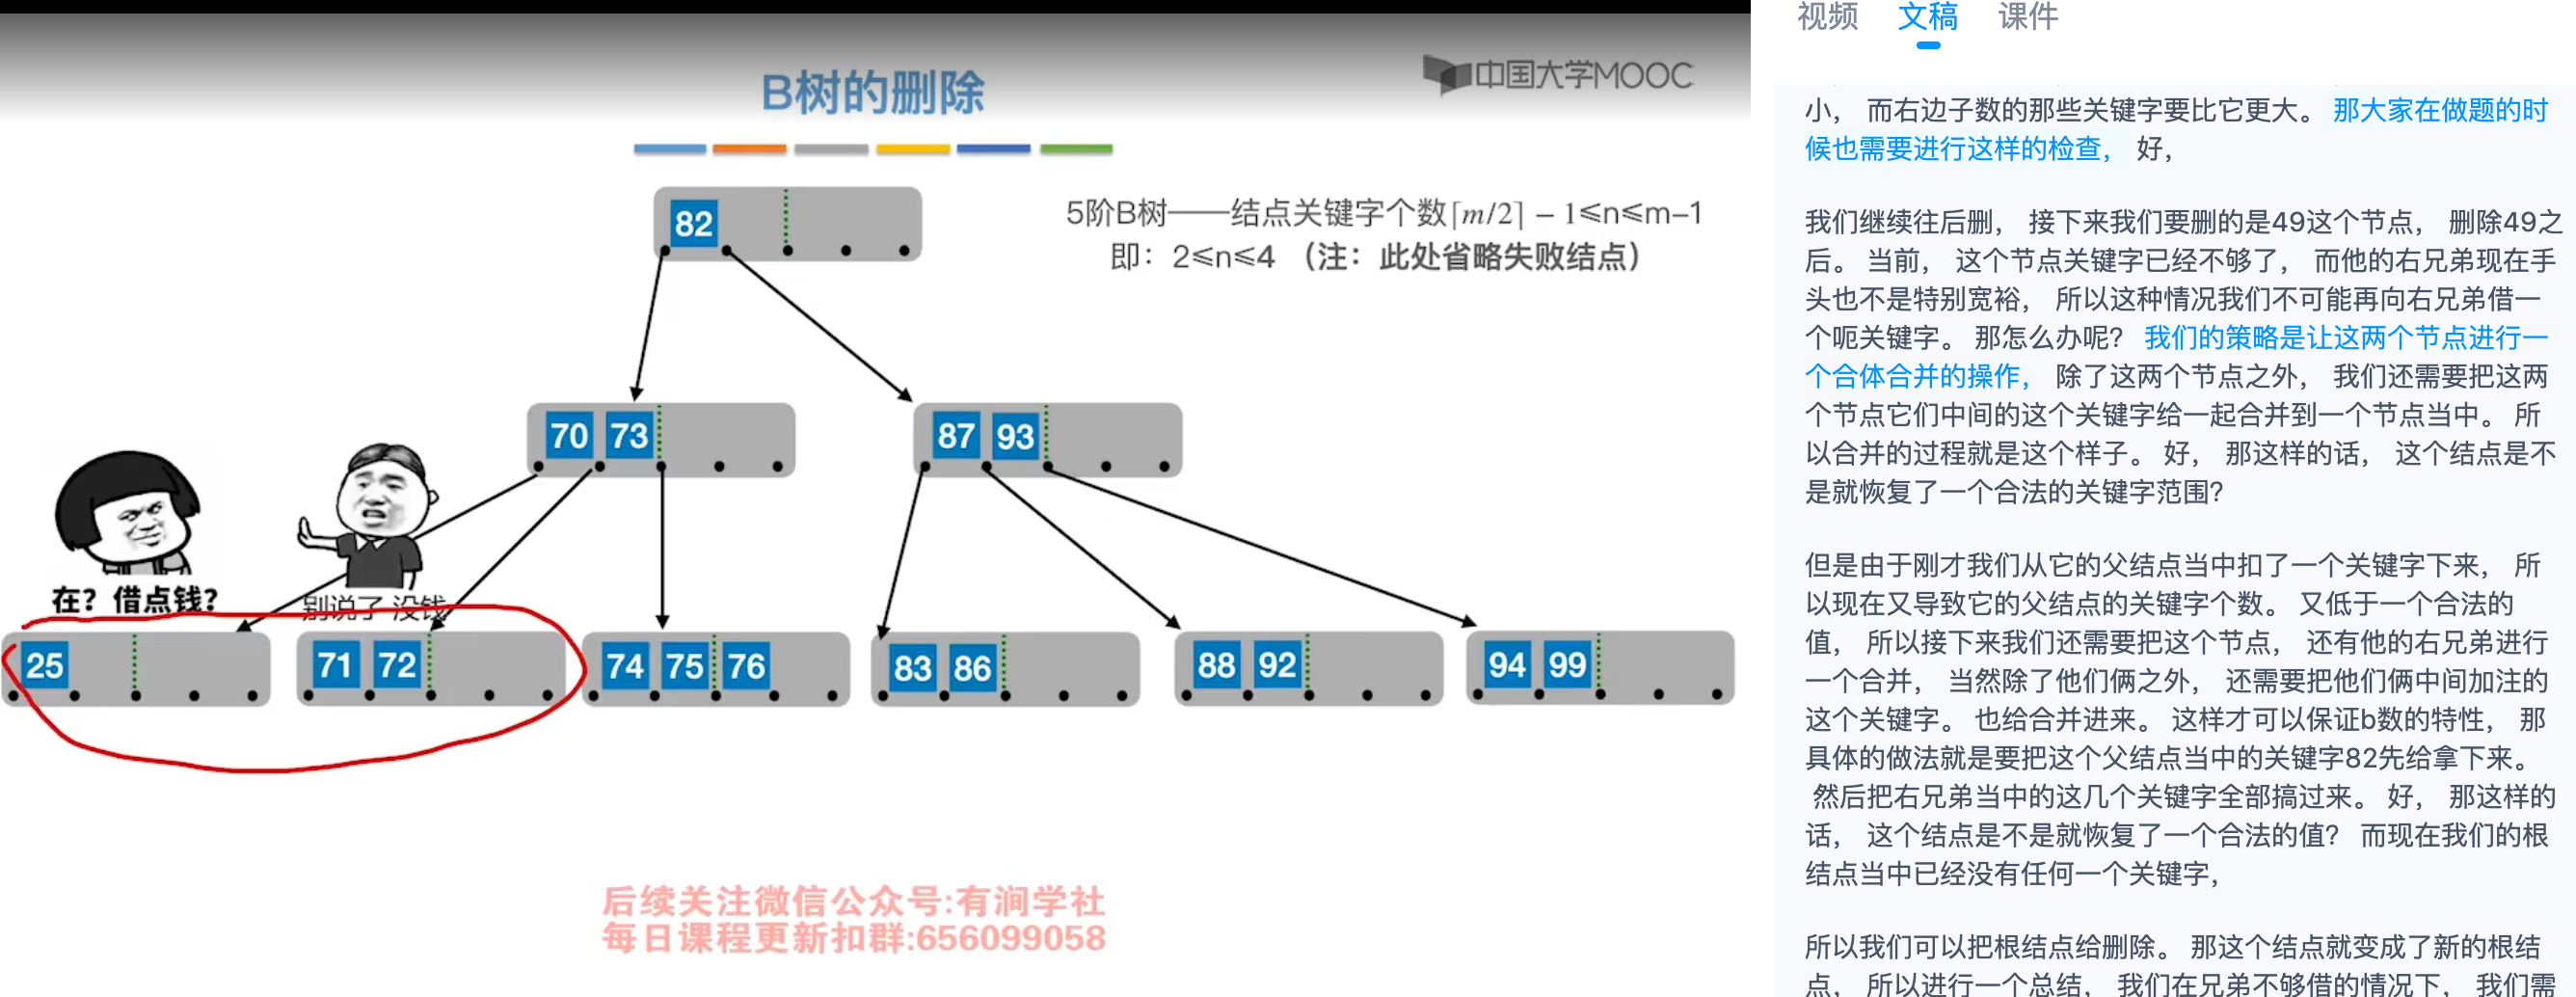 中国大学MOOC
B树的删除
82
5阶B树——结点关键字个数⌈m/2⌉ − 1⩽n⩽m−1
即：2⩽n⩽4 （注：此处省略失败结点）
70 73
87 93
在？借点钱？
别说了 没钱
25
71 72
74 75 76
83 86
88 92
94 99
后续关注微信公众号:有涧学社
每日课程更新扣群:656099058
视频 文稿 课件
小， 而右边子数的那些关键字要比它更大。 那大家在做题的时
候也需要进行这样的检查， 好，
我们继续往后删， 接下来我们要删的是49这个节点， 删除49之
后。 当前， 这个节点关键字已经不够了， 而他的右兄弟现在手
头也不是特别宽裕， 所以这种情况我们不可能再向右兄弟借一
个呃关键字。 那怎么办呢？ 我们的策略是让这两个节点进行一
个合体合并的操作， 除了这两个节点之外， 我们还需要把这两
个节点它们中间的这个关键字给一起合并到一个节点当中。 所
以合并的过程就是这个样子。 好， 那这样的话， 这个结点是不
是就恢复了一个合法的关键字范围？
但是由于刚才我们从它的父结点当中扣了一个关键字下来， 所
以现在又导致它的父结点的关键字个数。 又低于一个合法的
值， 所以接下来我们还需要把这个节点， 还有他的右兄弟进行
一个合并， 当然除了他们俩之外， 还需要把他们俩中间加注的
这个关键字。 也给合并进来。 这样才可以保证b数的特性， 那
具体的做法就是要把这个父结点当中的关键字82先给拿下来。
然后把右兄弟当中的这几个关键字全部搞过来。 好， 那这样的
话， 这个结点是不是就恢复了一个合法的值？ 而现在我们的根
结点当中已经没有任何一个关键字，
所以我们可以把根结点给删除。 那这个结点就变成了新的根结
点， 所以进行一个总结， 我们在兄弟不够借的情况下， 我们需